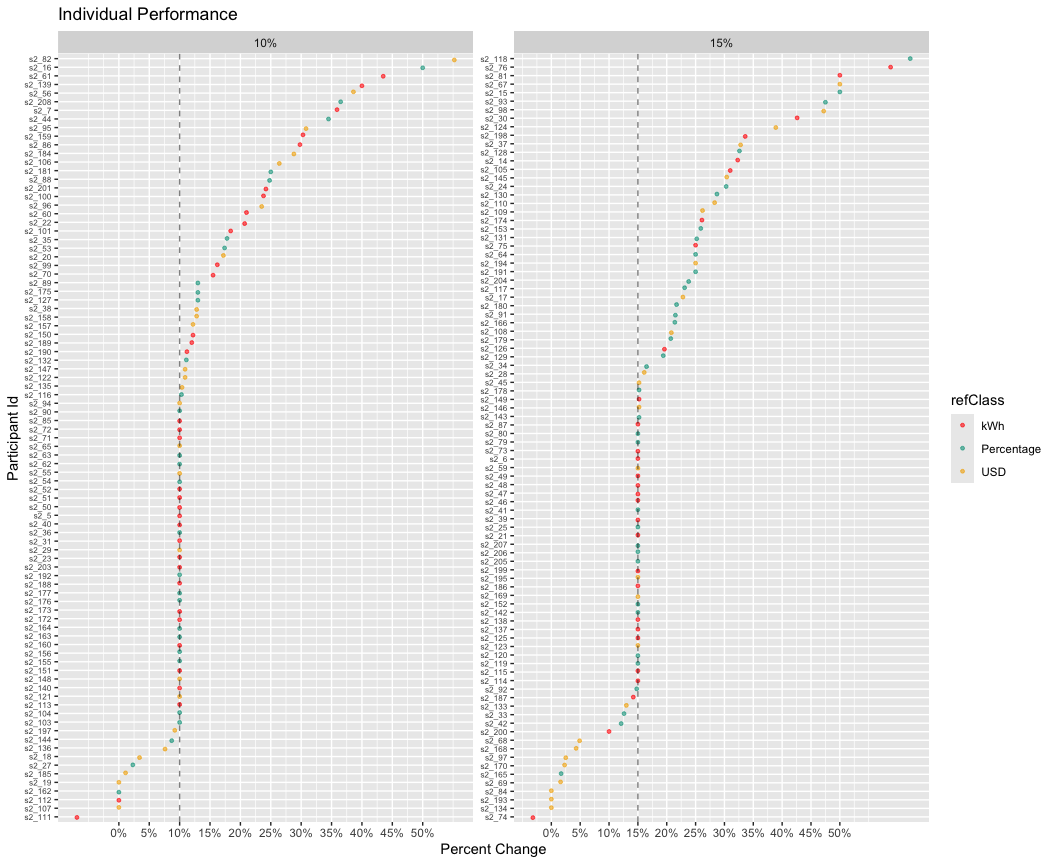 Individual Performance
10%
15%
Participant Id
s2_82
s2_16
s2_61
s2_139
s2_56
s2_208
s2_7
s2_44
s2_95
s2_159
s2_86
s2_184
s2_106
s2_181
s2_88
s2_201
s2_100
s2_96
s2_60
s2_22
s2_101
s2_35
s2_53
s2_20
s2_99
s2_70
s2_89
s2_175
s2_127
s2_38
s2_158
s2_157
s2_150
s2_189
s2_190
s2_132
s2_147
s2_122
s2_135
s2_116
s2_94
s2_90
s2_85
s2_72
s2_71
s2_65
s2_63
s2_62
s2_55
s2_54
s2_52
s2_51
s2_50
s2_5
s2_40
s2_36
s2_31
s2_29
s2_23
s2_203
s2_192
s2_188
s2_177
s2_176
s2_173
s2_172
s2_164
s2_163
s2_160
s2_156
s2_155
s2_151
s2_148
s2_140
s2_121
s2_113
s2_104
s2_103
s2_197
s2_144
s2_136
s2_18
s2_27
s2_185
s2_19
s2_162
s2_112
s2_107
s2_111
s2_118
s2_76
s2_81
s2_67
s2_15
s2_93
s2_98
s2_30
s2_124
s2_198
s2_37
s2_128
s2_14
s2_105
s2_145
s2_24
s2_130
s2_110
s2_109
s2_174
s2_153
s2_131
s2_75
s2_64
s2_194
s2_191
s2_204
s2_117
s2_17
s2_180
s2_91
s2_166
s2_108
s2_179
s2_126
s2_129
s2_34
s2_28
s2_45
s2_178
s2_149
s2_146
s2_143
s2_87
s2_80
s2_79
s2_73
s2_6
s2_59
s2_49
s2_48
s2_47
s2_46
s2_41
s2_39
s2_25
s2_21
s2_207
s2_206
s2_205
s2_199
s2_195
s2_186
s2_169
s2_152
s2_142
s2_138
s2_137
s2_125
s2_123
s2_120
s2_119
s2_115
s2_114
s2_92
s2_187
s2_133
s2_33
s2_42
s2_200
s2_68
s2_168
s2_97
s2_170
s2_165
s2_69
s2_84
s2_193
s2_134
s2_74
0% 5% 10% 15% 20% 25% 30% 35% 40% 45% 50%
0% 5% 10% 15% 20% 25% 30% 35% 40% 45% 50%
Percent Change
refClass
kWh
Percentage
USD